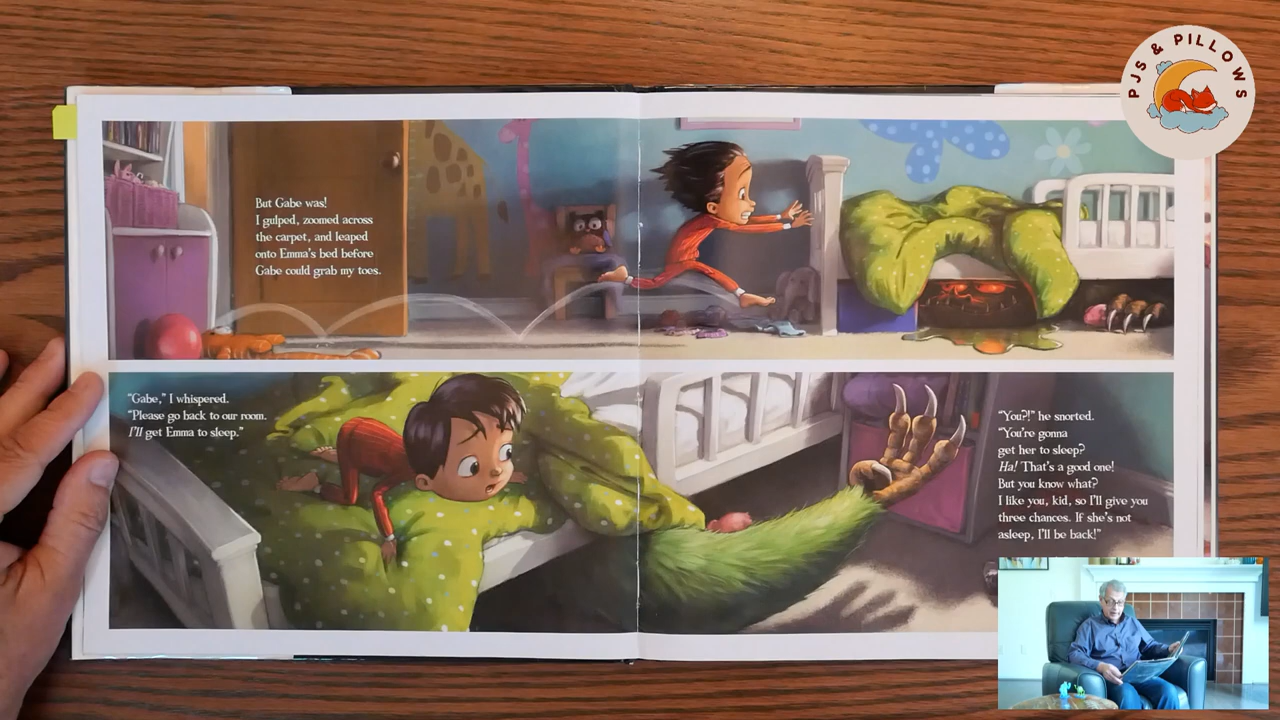 PJS & PILLOWS
But Gabe was!
I gulped, zoomed across
the carpet, and leaped
onto Emma's bed before
Gabe could grab my toes.
"Gabe," I whispered.
"Please go back to our room.
I'll get Emma to sleep."
"You?!" he snorted.
"You're gonna
get her to sleep?
Ha! That's a good one!
But you know what?
I like you, kid, so I'll give you
three chances. If she's not
asleep, I'll be back!"